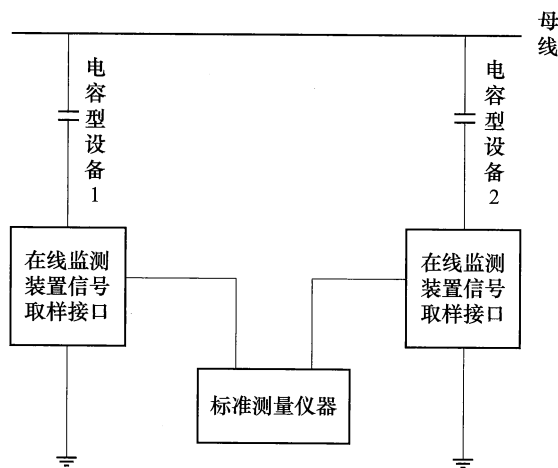 母线
电容型设备1
电容型设备2
在线监测
装置信号
取样接口
在线监测
装置信号
取样接口
标准测量仪器